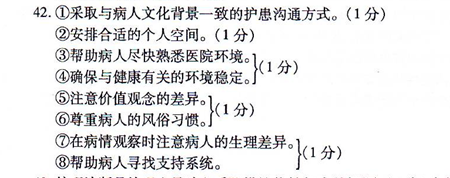 42. ①采取与病人文化背景一致的护患沟通方式。(1 分)
②安排合适的个人空间。(1 分)
③帮助病人尽快熟悉医院环境。
④确保与健康有关的环境稳定。}(1 分)
⑤注意价值观念的差异。
⑥尊重病人的风俗习惯。}(1 分)
⑦在病情观察时注意病人的生理差异。
⑧帮助病人寻找支持系统。}(1 分)